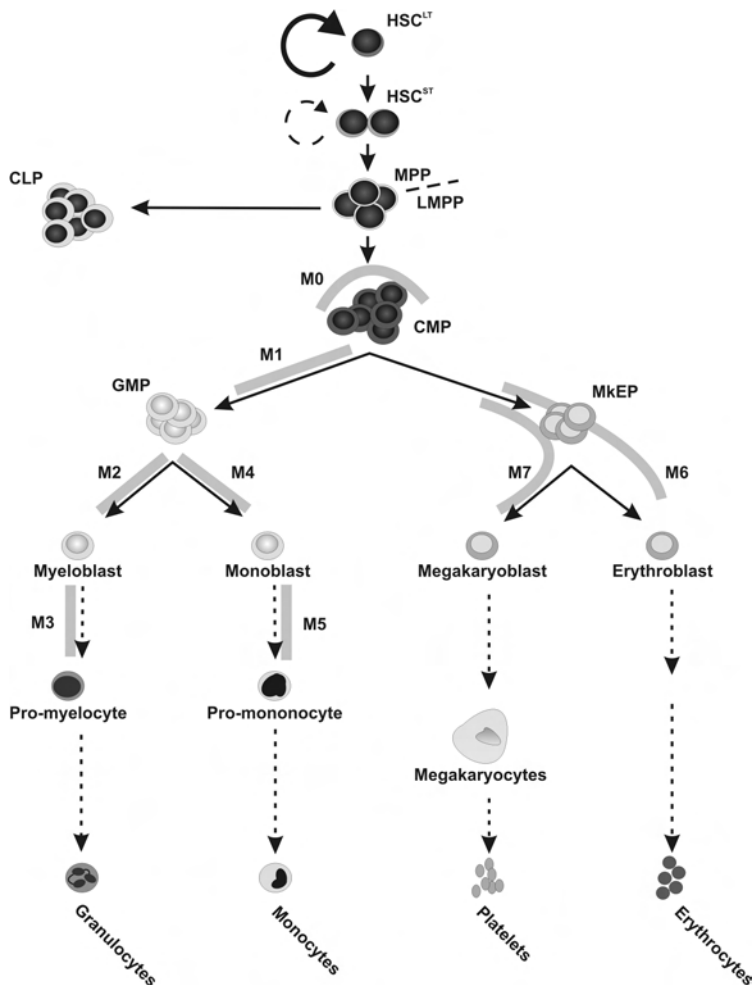 HSC^LT
HSC^ST
CLP
MPP
LMPP
M0
CMP
M1
GMP
MkEP
M2
M4
M7
M6
Myeloblast
Monoblast
Megakaryoblast
Erythroblast
M3
M5
Pro-myelocyte
Pro-mononocyte
Megakaryocytes
Granulocytes
Monocytes
Platelets
Erythrocytes